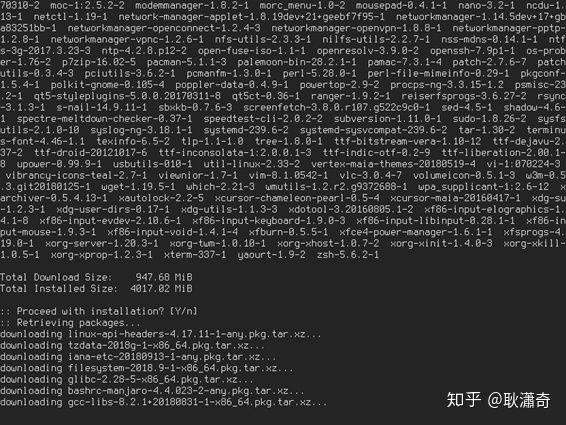 70310-2  moc-1:2.5.2-2  modemmanager-1.8.2-1  morc_menu-1.0-2  mousepad-0.4.1-1  nano-3.2-1  ncdu-1.
13-1  netctl-1.19-1  network-manager-applet-1.8.19dev+21+geebf7f95-1  networkmanager-1.14.5dev+17+gb
a83251bb-1  networkmanager-openconnect-1.2.4-3  networkmanager-openvpn-1.8.8-1  networkmanager-pptp-
1.2.8-1  networkmanager-vpnc-1.2.6-1  nfs-utils-2.3.3-1  nilfs-utils-2.2.7-1  nss-mdns-0.14.1-1  ntf
s-3g-2017.3.23-3  ntp-4.2.8.p12-2  open-fuse-iso-1.1-1  openresolv-3.9.0-2  openssh-7.9p1-1  os-prob
er-1.76-2  p7zip-16.02-5  pacman-5.1.1-3  palemoon-bin-28.2.1-1  pamac-7.3.1-4  patch-2.7.6-7  patch
utils-0.3.4-3  pciutils-3.6.2-1  pcmanfm-1.3.0-1  perl-5.28.0-1  perl-file-mimeinfo-0.29-1  pkgconf-
1.5.4-1  polkit-gnome-0.105-4  poppler-data-0.4.9-1  powertop-2.9-2  procps-ng-3.3.15-1.2  psmisc-23
.2-1  qt5-styleplugins-5.0.0.20170311-8  qt5ct-0.36-1  ranger-1.9.2-1  reiserfsprogs-3.6.27-2  rsync
-3.1.3-1  s-nail-14.9.11-1  sbxkb-0.7.6-3  screenfetch-3.8.0.r107.g522c9c0-1  sed-4.5-1  shadow-4.6-
1  spectre-meltdown-checker-0.37-1  speedtest-cli-2.0.2-2  subversion-1.11.0-1  sudo-1.8.26-2  sysfs
utils-2.1.0-10  syslog-ng-3.18.1-1  systemd-239.6-2  systemd-sysvcompat-239.6-2  tar-1.30-2  terminu
s-font-4.46-1.1  texinfo-6.5-2  tlp-1.1-1.0  tree-1.8.0-1  ttf-bitstream-vera-1.10-12  ttf-dejavu-2.
37-2  ttf-droid-20121017-6  ttf-inconsolata-1:2.0.0.1-3  ttf-indic-otf-0.2-9  ttf-liberation-2.00.1-
8  upower-0.99.9-1  usbutils-010-1  util-linux-2.33-2  vertex-maia-themes-20180519-4  vi-1:070224-3
vibrancy-icons-teal-2.7-1  viewnior-1.7-1  vim-8.1.0542-1  vlc-3.0.4-7  volumeicon-0.5.1-3  w3m-0.5
.3.git20180125-1  wget-1.19.5-1  which-2.21-3  wmutils-1.2.r2.g9372688-1  wpa_supplicant-1:2.6-12  x
archiver-0.5.4.13-1  xautolock-2.2-5  xcursor-chameleon-pearl-0.5-4  xcursor-maia-20160417-1  xdg-su
-1.2.3-1  xdg-user-dirs-0.17-1  xdg-utils-1.1.3-3  xdotool-3.20160805.1-2  xf86-input-elographics-1.
4.1-8  xf86-input-evdev-2.10.6-1  xf86-input-keyboard-1.9.0-3  xf86-input-libinput-0.28.1-1  xf86-in
put-mouse-1.9.3-1  xf86-input-void-1.4.1-4  xfburn-0.5.5-1  xfce4-power-manager-1.6.1-1  xfsprogs-4.
19.0-1  xorg-server-1.20.3-1  xorg-twm-1.0.10-1  xorg-xhost-1.0.7-2  xorg-xinit-1.4.0-3  xorg-xkill-
1.0.5-1  xorg-xprop-1.2.3-1  xterm-337-1  yaourt-1.9-2  zsh-5.6.2-1
Total Download Size:    947.68 MiB
Total Installed Size:  4017.02 MiB
:: Proceed with installation? [Y/n]
:: Retrieving packages...
downloading linux-api-headers-4.17.11-1-any.pkg.tar.xz...
downloading tzdata-2018g-1-x86_64.pkg.tar.xz...
downloading iana-etc-20180913-1-any.pkg.tar.xz...
downloading filesystem-2018.9-1-x86_64.pkg.tar.xz...
downloading glibc-2.28-5-x86_64.pkg.tar.xz...
downloading bashrc-manjaro-4.4.023-2-any.pkg.tar.xz...
downloading gcc-libs-8.2.1+20180831-1-x86_64.pkg.tar.xz...
知乎 @耿瀟奇